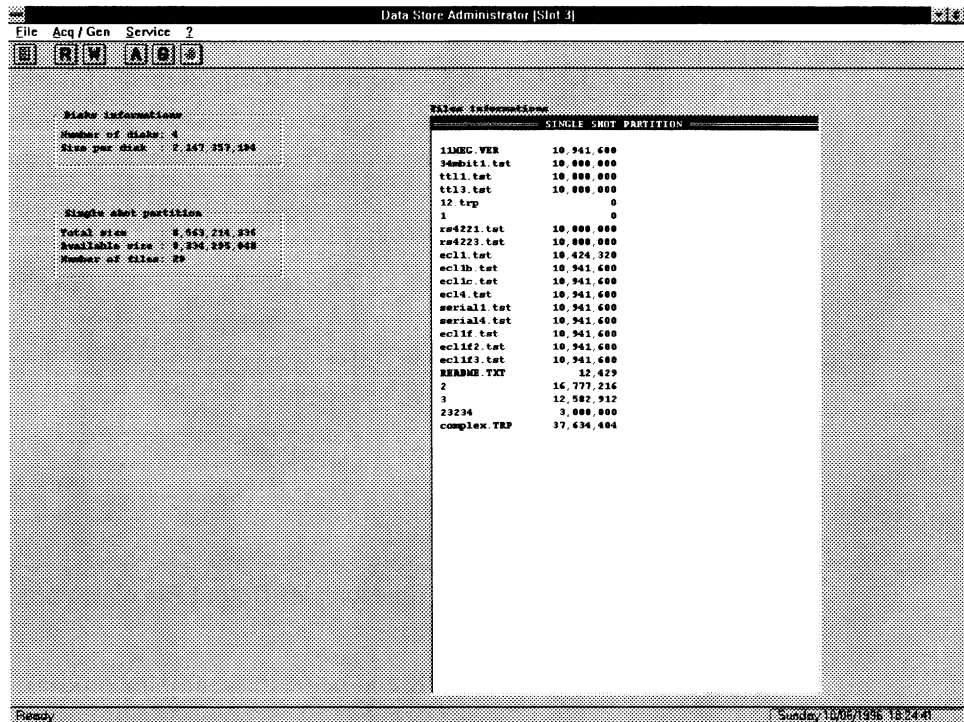 Data Store Administrator [Slot 3]
File Acq / Gen Service ?
R W A G #
Disks informations
Number of disks: 4
Size per disk : 2,147,357,184
Single shot partition
Total size : 8,563,214,336
Available size : 8,334,295,048
Number of files:
Files informations
SINGLE SHOT PARTITION
11MEG.VER 10,941,600
34mbit1.tst 10,000,000
ttl1.tst 10,000,000
ttl3.tst 10,000,000
12.trp 0
1 0
rs4221.tst 10,000,000
rs4223.tst 10,000,000
ecl1.tst 10,424,320
ecl1b.tst 10,941,600
ecl1c.tst 10,941,600
ecl4.tst 10,941,600
serial1.tst 10,941,600
serial4.tst 10,941,600
ecl1f.tst 10,941,600
ecl1f2.tst 10,941,600
ecl1f3.tst 10,941,600
README.TXT 12,429
2 16,777,216
3 12,582,912
23234 3,000,000
complex.TRP 37,634,404
Ready
Sunday 10/06/1996 18:24:41